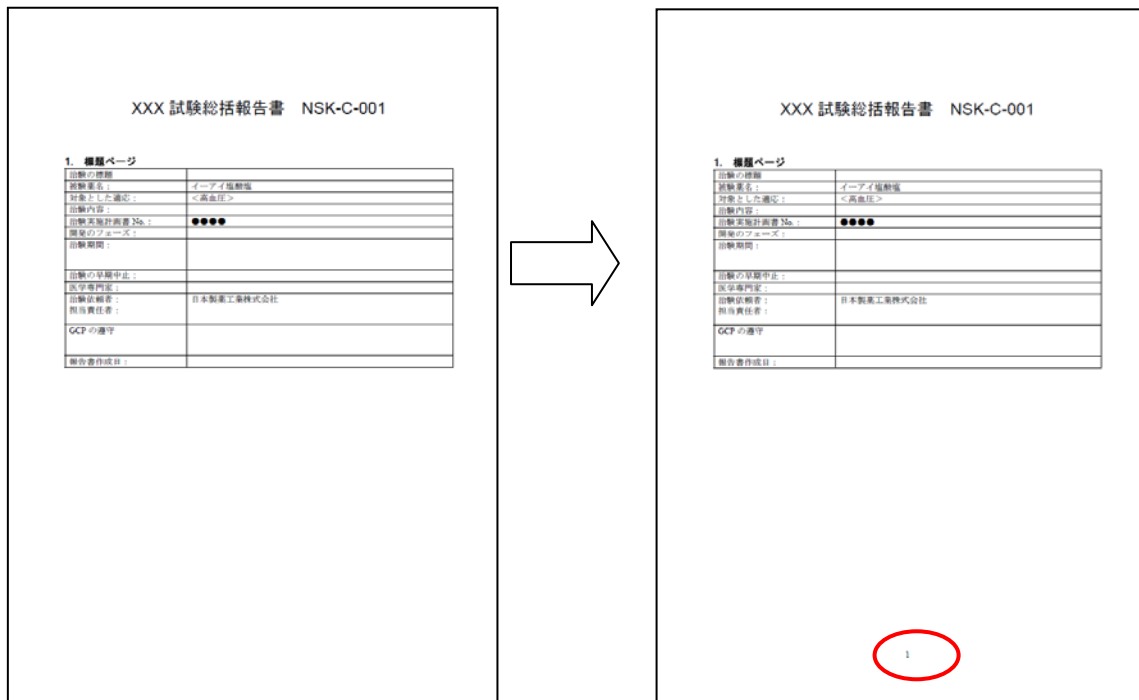 XXX 試験総括報告書 NSK-C-001
1. 標題ページ
治験の標題
被験薬名： イーアイ塩酸塩
対象とした適応： ＜高血圧＞
治験内容：
治験実施計画書 No.： ●●●●
開発のフェーズ：
治験期間：
治験の早期中止：
医学専門家：
治験依頼者： 日本製薬工業株式会社
担当責任者：
GCP の遵守
報告書作成日：
XXX 試験総括報告書 NSK-C-001
1. 標題ページ
治験の標題
被験薬名： イーアイ塩酸塩
対象とした適応： ＜高血圧＞
治験内容：
治験実施計画書 No.： ●●●●
開発のフェーズ：
治験期間：
治験の早期中止：
医学専門家：
治験依頼者： 日本製薬工業株式会社
担当責任者：
GCP の遵守
報告書作成日：
1